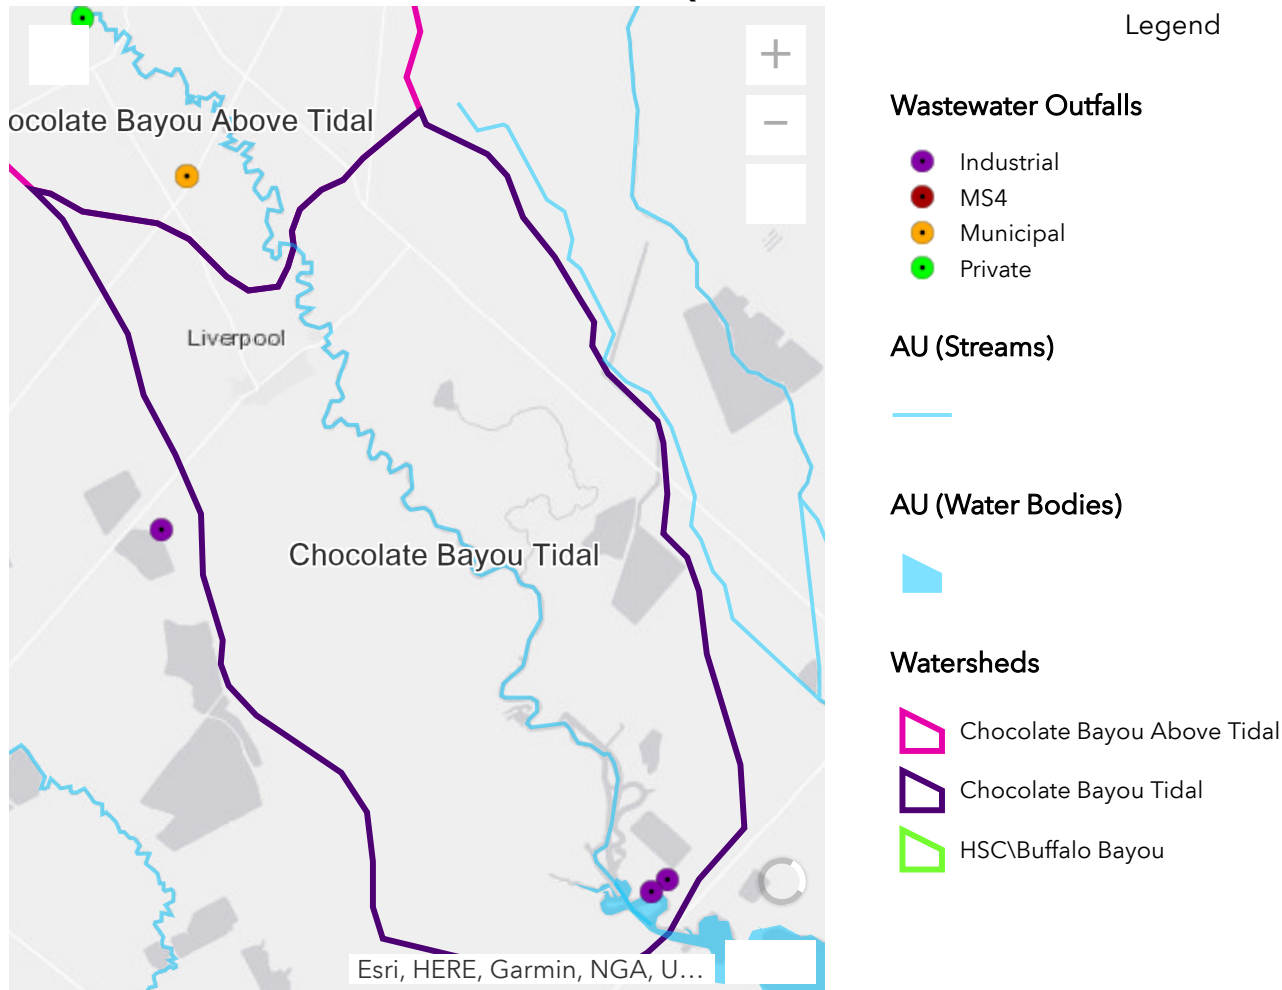 Legend
Wastewater Outfalls
Industrial
MS4
Municipal
Private
AU (Streams)
AU (Water Bodies)
Watersheds
Chocolate Bayou Above Tidal
Chocolate Bayou Tidal
HSC\Buffalo Bayou
+
−
ocolate Bayou Above Tidal
Liverpool
Chocolate Bayou Tidal
Esri, HERE, Garmin, NGA, U...